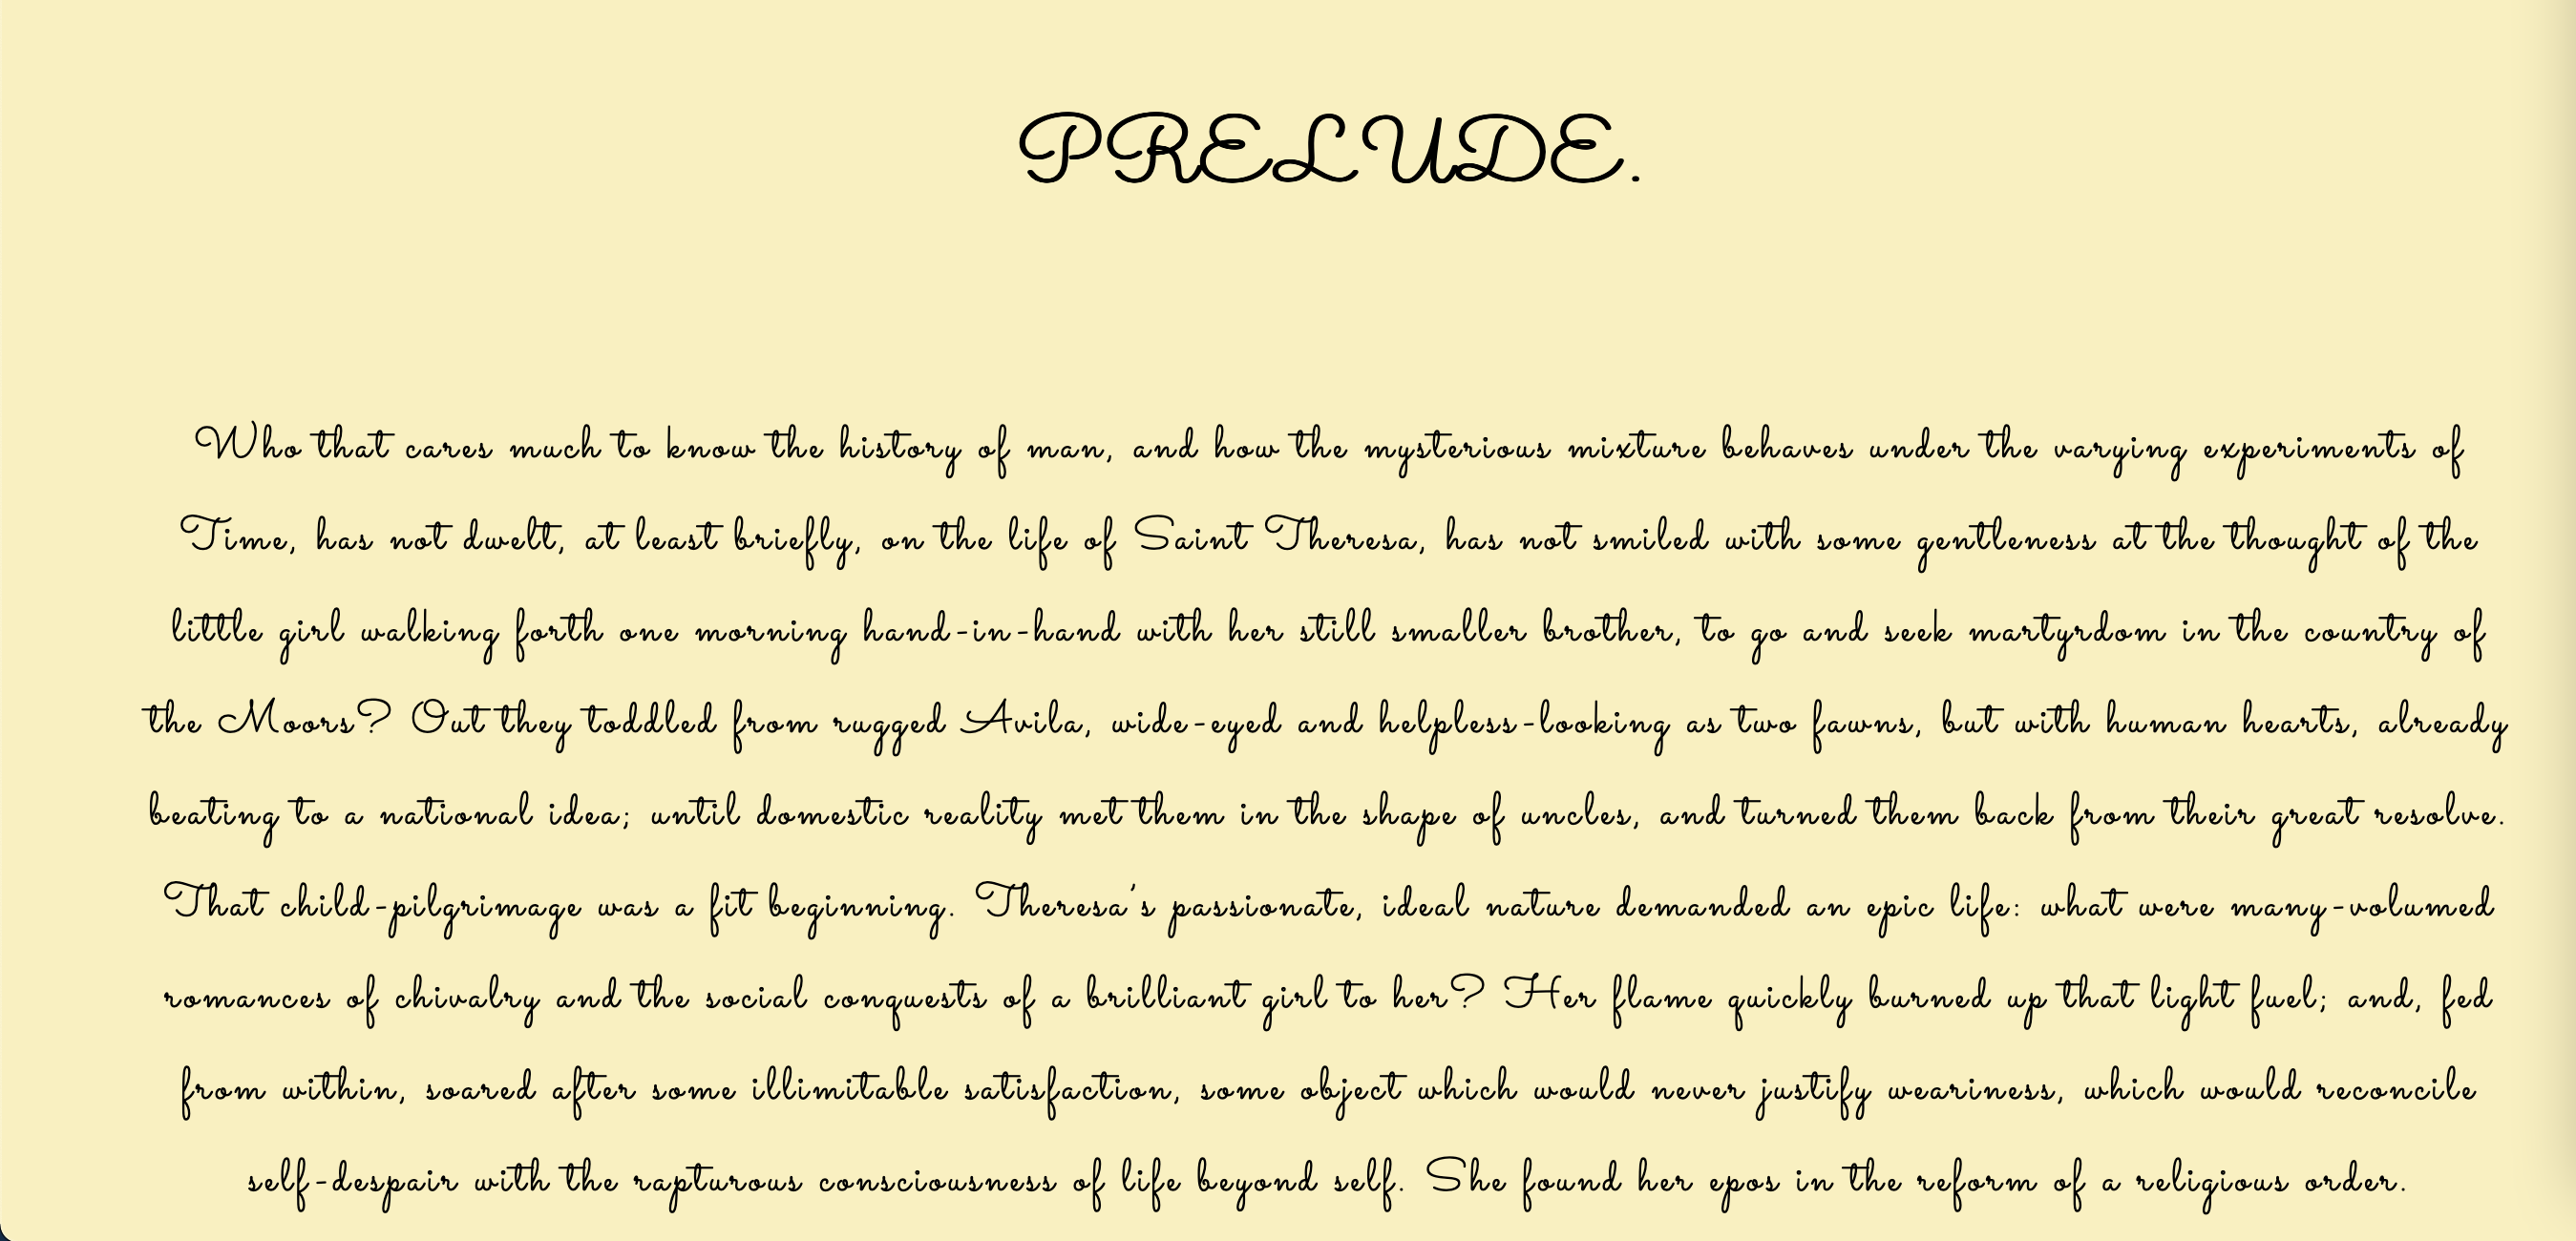 PRELUDE.
Who that cares much to know the history of man, and how the mysterious mixture behaves under the varying experiments of
Time, has not dwelt, at least briefly, on the life of Saint Theresa, has not smiled with some gentleness at the thought of the
little girl walking forth one morning hand-in-hand with her still smaller brother, to go and seek martyrdom in the country of
the Moors? Out they toddled from rugged Avila, wide-eyed and helpless-looking as two fawns, but with human hearts, already
beating to a national idea; until domestic reality met them in the shape of uncles, and turned them back from their great resolve.
That child-pilgrimage was a fit beginning. Theresa's passionate, ideal nature demanded an epic life: what were many-volumed
romances of chivalry and the social conquests of a brilliant girl to her? Her flame quickly burned up that light fuel; and, fed
from within, soared after some illimitable satisfaction, some object which would never justify weariness, which would reconcile
self-despair with the rapturous consciousness of life beyond self. She found her epos in the reform of a religious order.